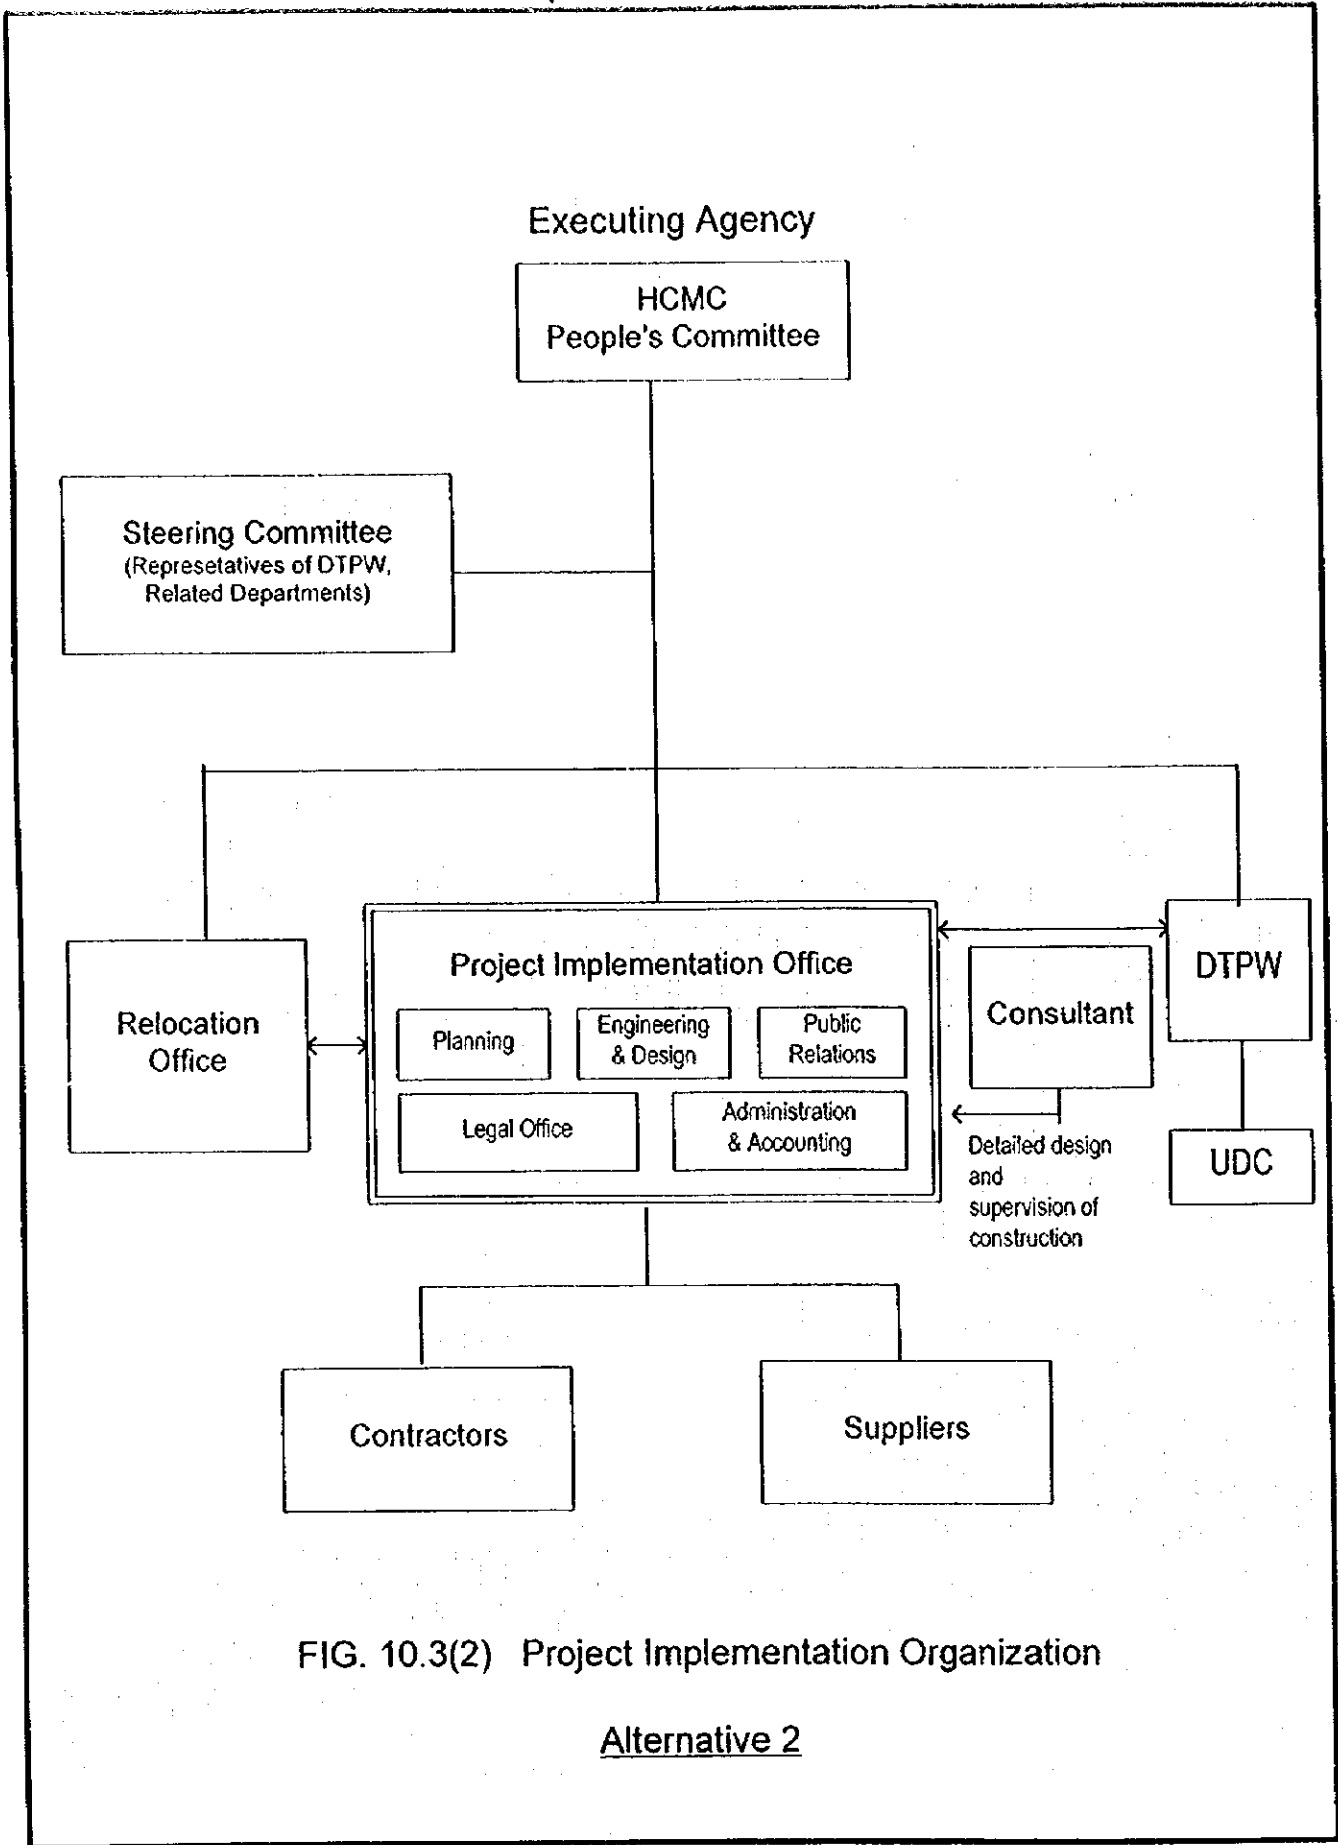 Executing Agency
HCMC
People's Committee
Steering Committee
(Represetatives of DTPW,
Related Departments)
Relocation
Office
Project Implementation Office
Planning
Engineering
& Design
Public
Relations
Legal Office
Administration
& Accounting
Consultant
Detailed design
and
supervision of
construction
DTPW
UDC
Contractors
Suppliers
FIG. 10.3(2) Project Implementation Organization
Alternative 2